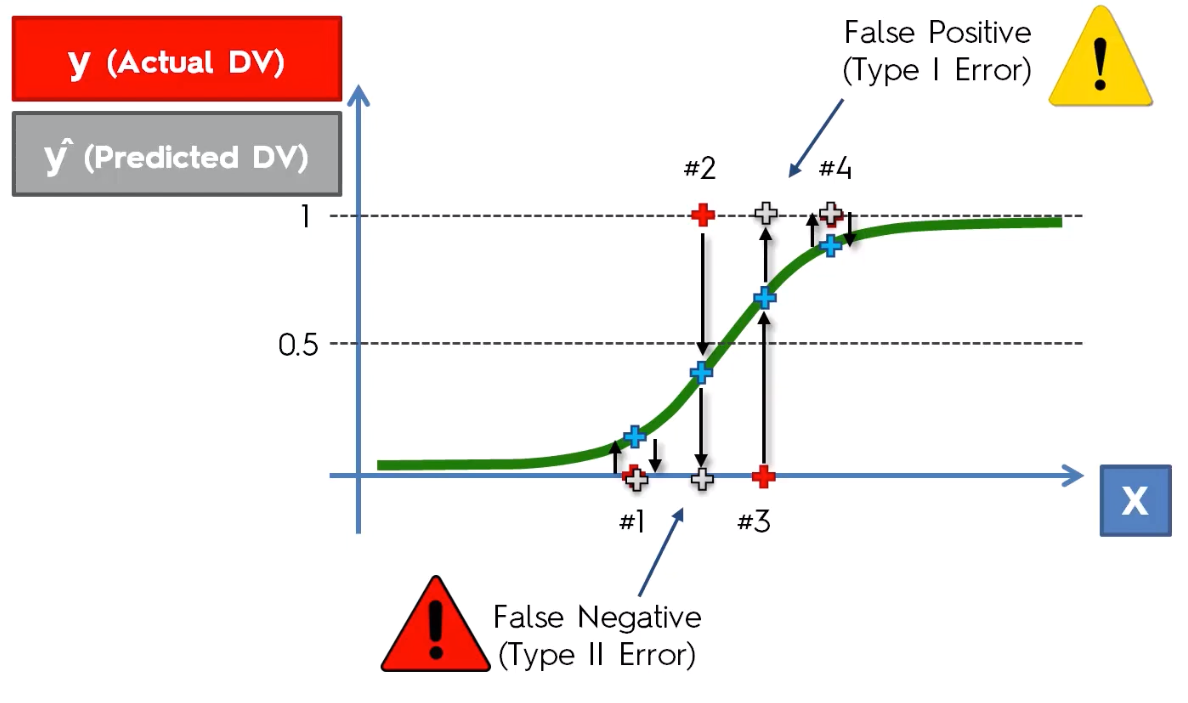 y (Actual DV)
ŷ (Predicted DV)
False Positive
(Type I Error)
!
#2
#4
1
0.5
#1
#3
X
!
False Negative
(Type II Error)